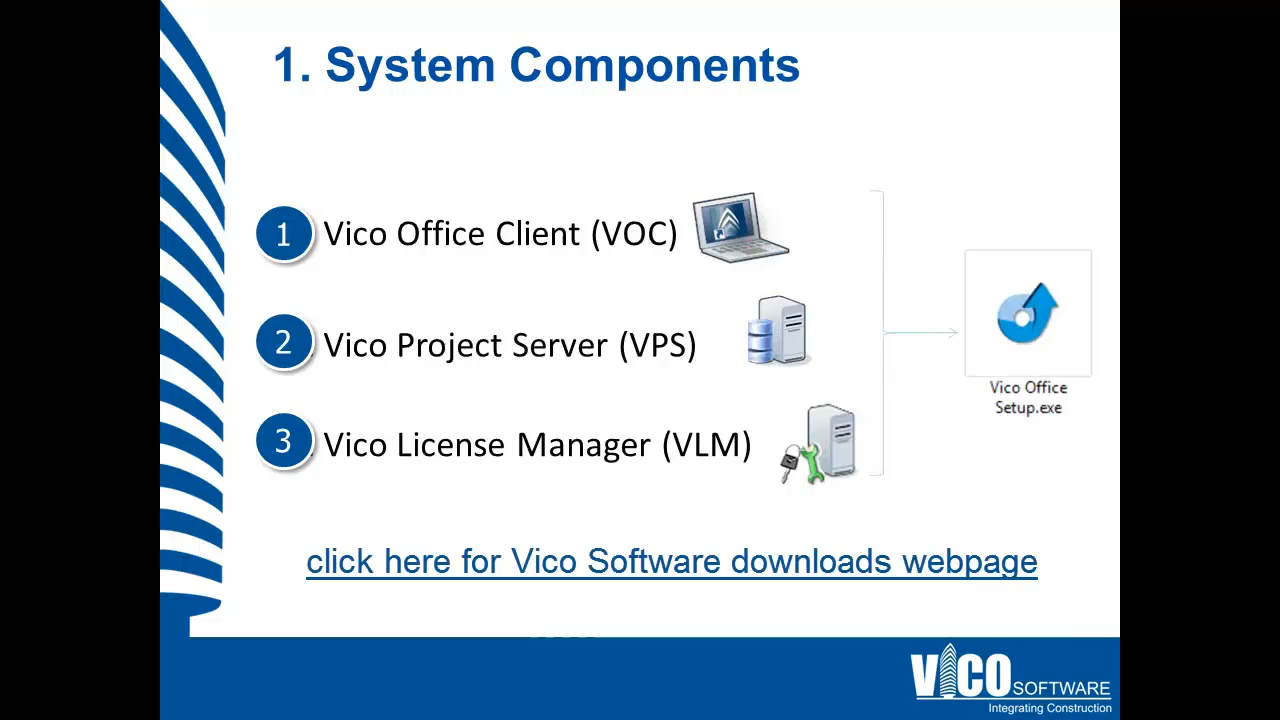 1. System Components
1 Vico Office Client (VOC)
2 Vico Project Server (VPS)
3 Vico License Manager (VLM)
Vico Office
Setup.exe
click here for Vico Software downloads webpage
VICO SOFTWARE
Integrating Construction